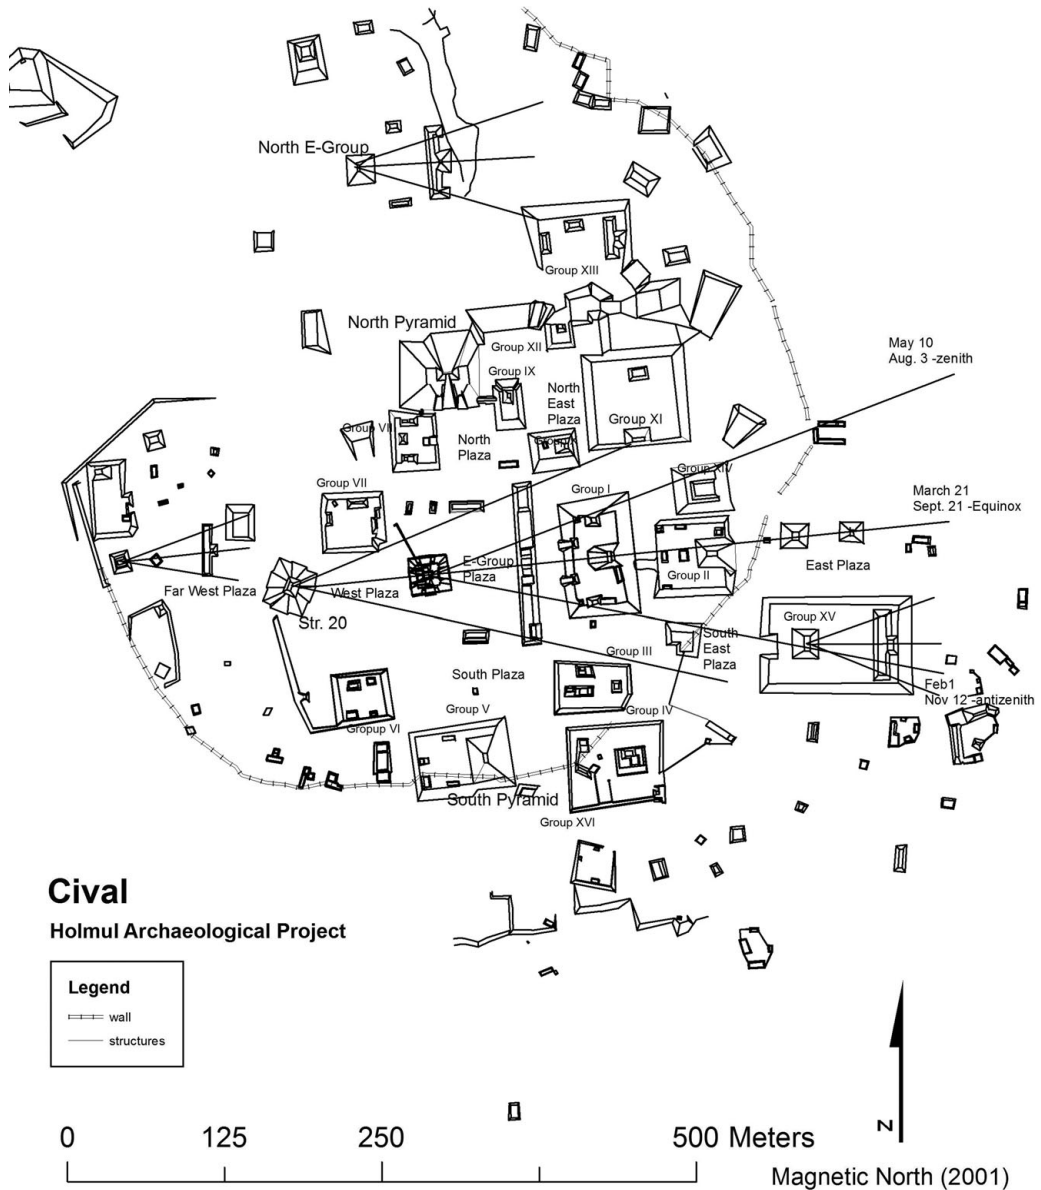 North E-Group
Group XIII
North Pyramid
Group XII
Group IX
May 10
Aug. 3 -zenith
North
East
Plaza
Group XI
Group VII
North
Plaza
Group XIV
Group VII
Group I
March 21
Sept. 21 -Equinox
E-Group
Plaza
East Plaza
Group II
Far West Plaza
West Plaza
Str. 20
Group XV
South
East
Plaza
Group III
South Plaza
Feb1
Nov 12 -antizenith
Group V
Group IV
Gropup VI
South Pyramid
Group XVI
Cival
Holmul Archaeological Project
Legend
wall
structures
N
0 125 250 500 Meters
Magnetic North (2001)